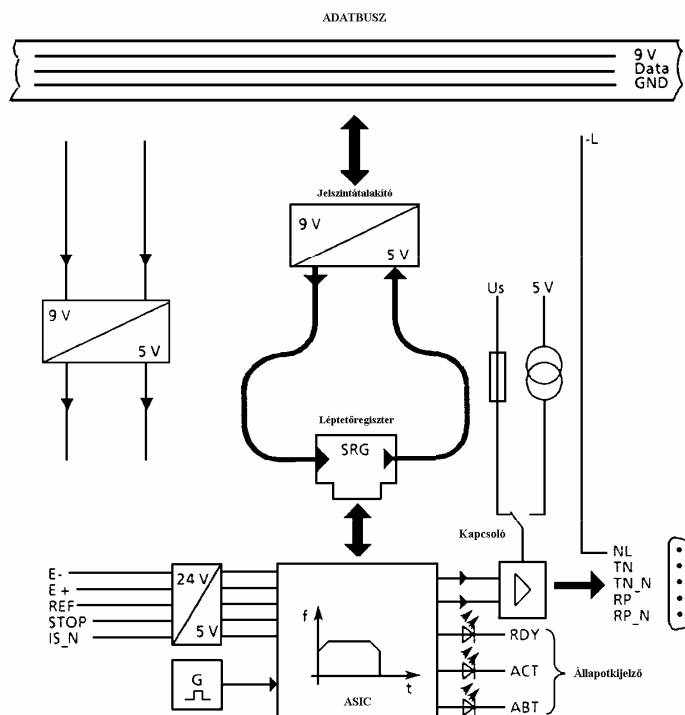 ADATBUSZ
9 V
Data
GND
-L
Jelszintátalakító
9 V
5 V
Us
5 V
9 V
5 V
Léptetőregiszter
SRG
Kapcsoló
NL
TN
TN_N
RP
RP_N
E-
E +
REF
STOP
IS_N
24 V
5 V
f
t
ASIC
G
RDY
ACT
ABT
Állapotkijelző